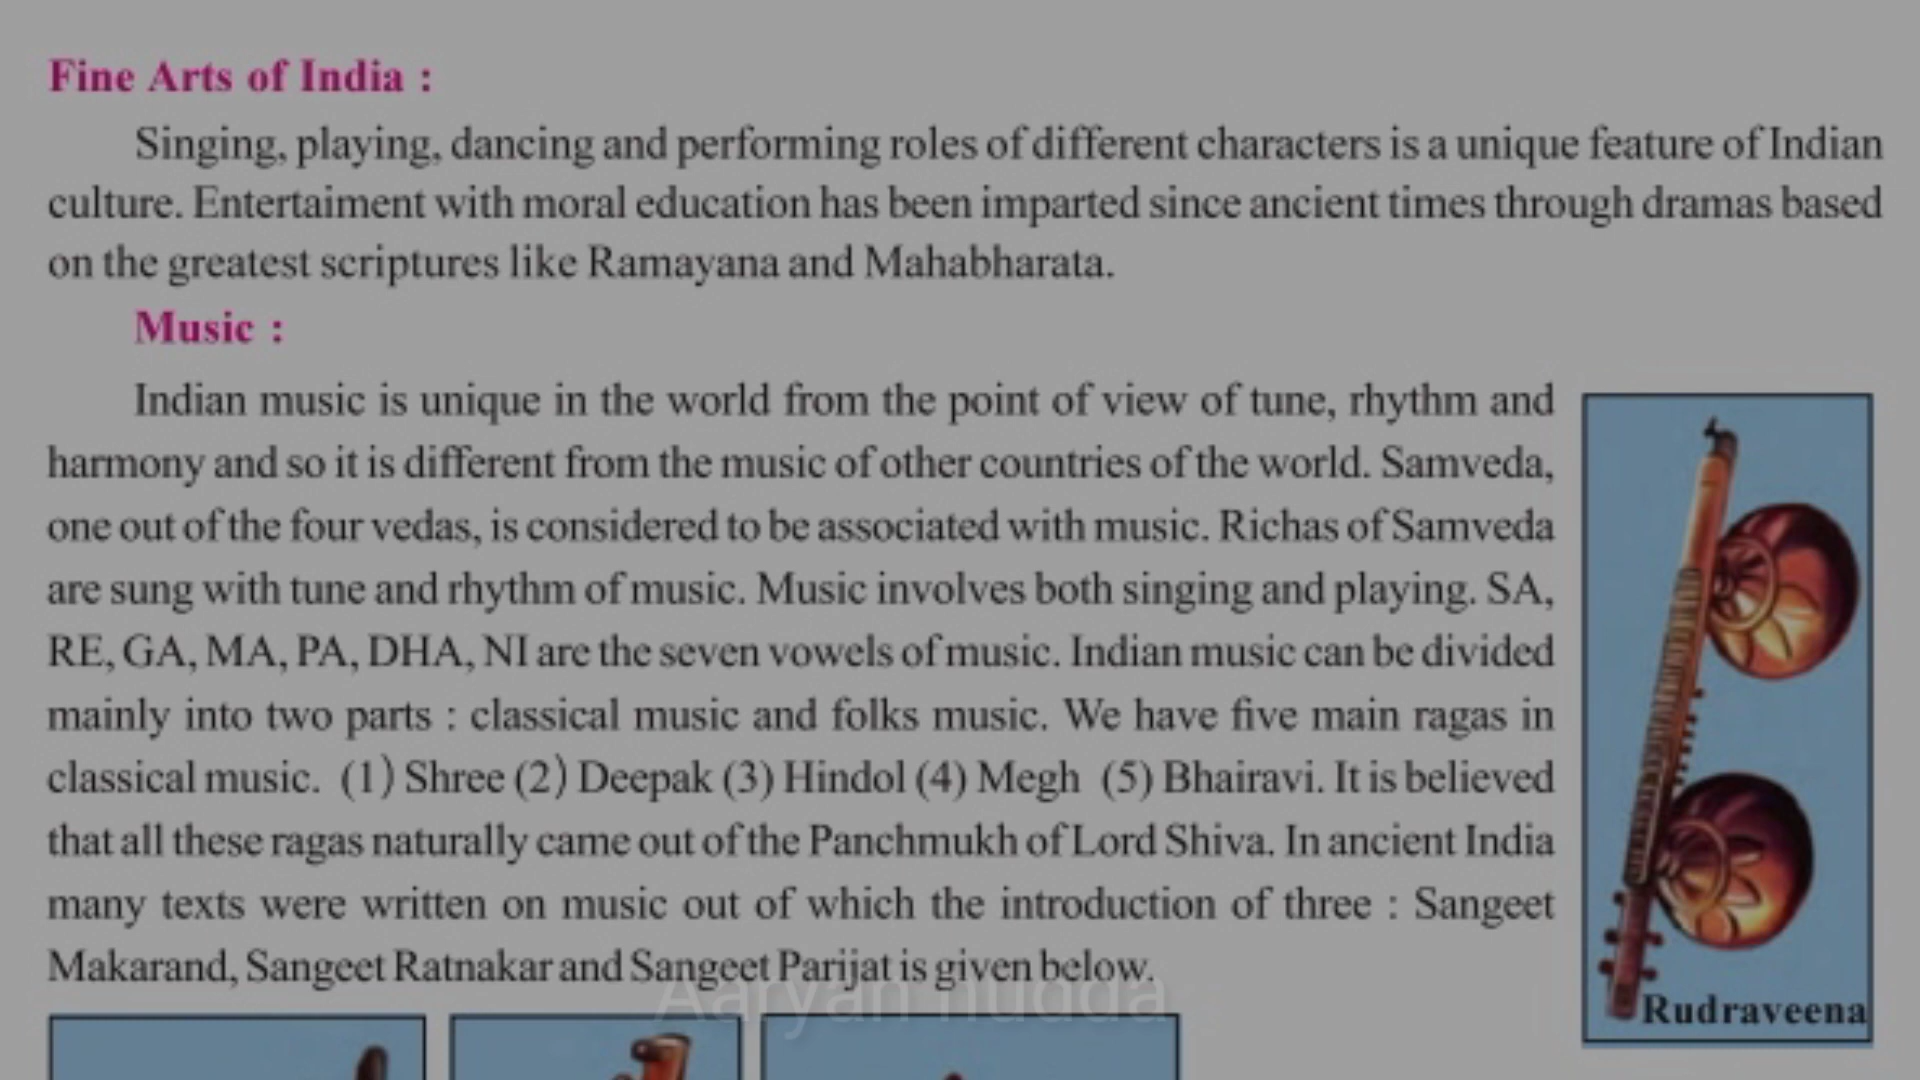 Fine Arts of India :
Singing, playing, dancing and performing roles of different characters is a unique feature of Indian
culture. Entertaiment with moral education has been imparted since ancient times through dramas based
on the greatest scriptures like Ramayana and Mahabharata.
Music :
Indian music is unique in the world from the point of view of tune, rhythm and
harmony and so it is different from the music of other countries of the world. Samveda,
one out of the four vedas, is considered to be associated with music. Richas of Samveda
are sung with tune and rhythm of music. Music involves both singing and playing. SA,
RE, GA, MA, PA, DHA, NI are the seven vowels of music. Indian music can be divided
mainly into two parts : classical music and folks music. We have five main ragas in
classical music. (1) Shree (2) Deepak (3) Hindol (4) Megh (5) Bhairavi. It is believed
that all these ragas naturally came out of the Panchmukh of Lord Shiva. In ancient India
many texts were written on music out of which the introduction of three : Sangeet
Makarand, Sangeet Ratnakar and Sangeet Parijat is given below.
Rudraveena
Aaryan